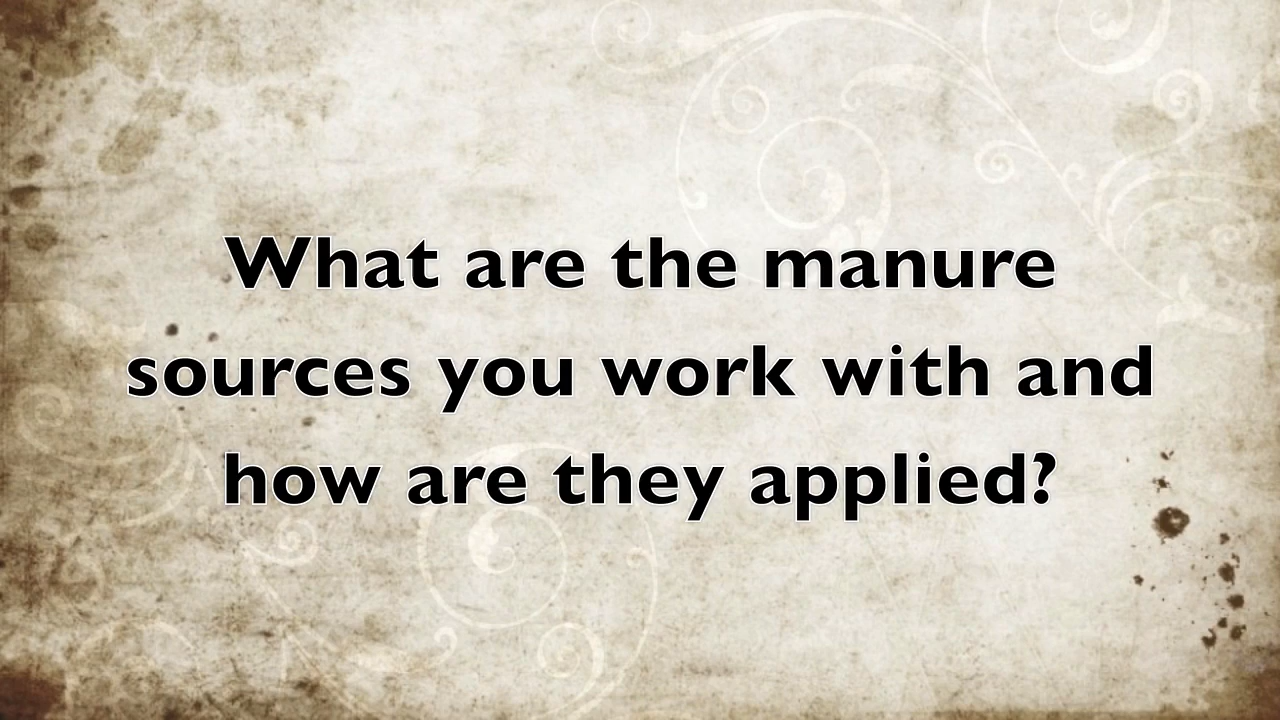 What are the manure
sources you work with and
how are they applied?